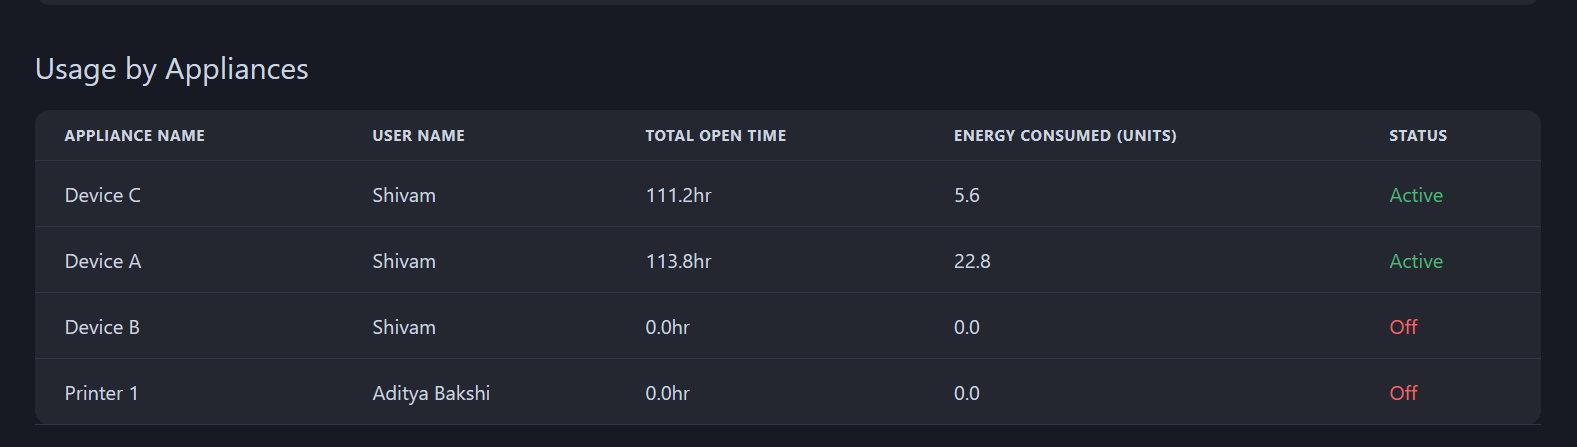 Usage by Appliances
APPLIANCE NAME USER NAME TOTAL OPEN TIME ENERGY CONSUMED (UNITS) STATUS
Device C Shivam 111.2hr 5.6 Active
Device A Shivam 113.8hr 22.8 Active
Device B Shivam 0.0hr 0.0 Off
Printer 1 Aditya Bakshi 0.0hr 0.0 Off